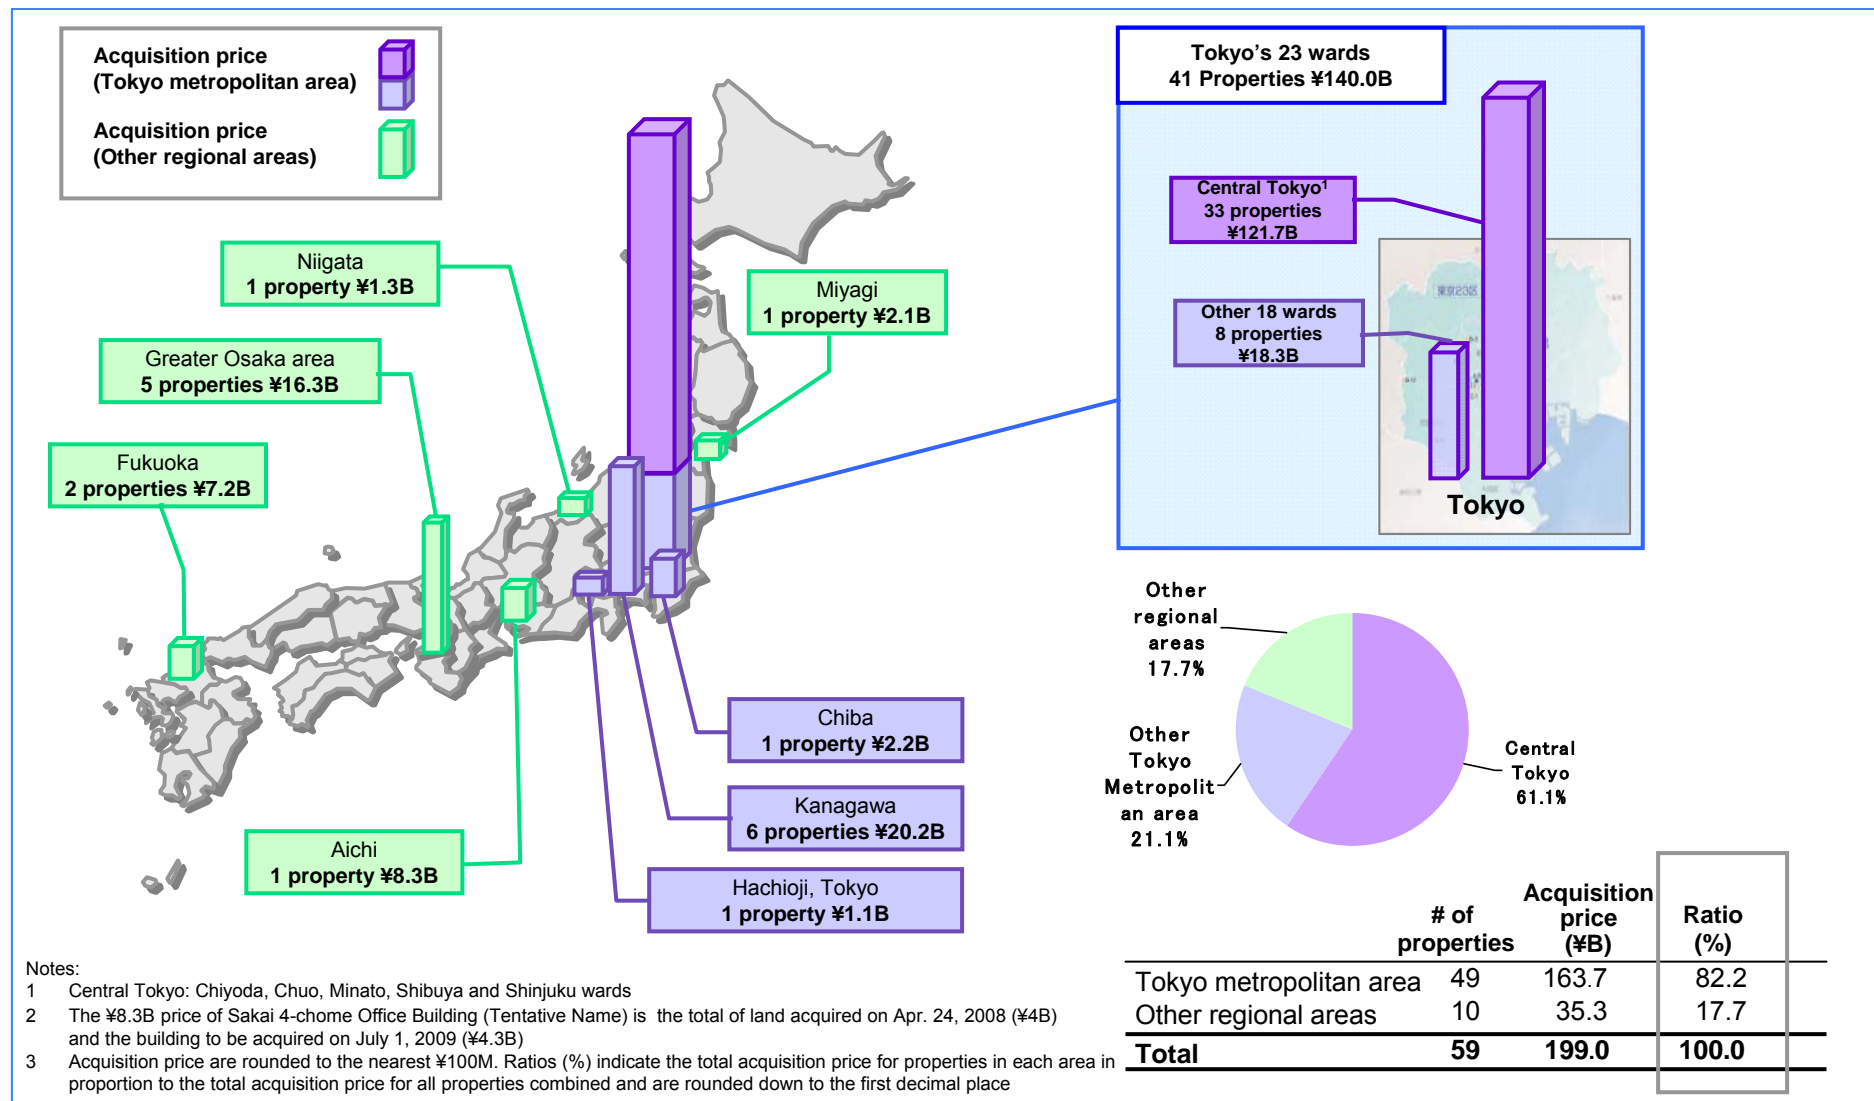 Acquisition price
(Tokyo metropolitan area)
Acquisition price
(Other regional areas)
Tokyo’s 23 wards
41 Properties ¥140.0B
Central Tokyo1
33 properties
¥121.7B
Other 18 wards
8 properties
¥18.3B
東京23区
Tokyo
Niigata
1 property ¥1.3B
Miyagi
1 property ¥2.1B
Greater Osaka area
5 properties ¥16.3B
Fukuoka
2 properties ¥7.2B
Chiba
1 property ¥2.2B
Kanagawa
6 properties ¥20.2B
Aichi
1 property ¥8.3B
Hachioji, Tokyo
1 property ¥1.1B
Other
regional
areas
17.7%
Other
Tokyo
Metropolit
an area
21.1%
Central
Tokyo
61.1%
# of
properties
Acquisition
price
(¥B)
Ratio
(%)
Tokyo metropolitan area 49 163.7 82.2
Other regional areas 10 35.3 17.7
Total 59 199.0 100.0
Notes:
1 Central Tokyo: Chiyoda, Chuo, Minato, Shibuya and Shinjuku wards
2 The ¥8.3B price of Sakai 4-chome Office Building (Tentative Name) is the total of land acquired on Apr. 24, 2008 (¥4B)
and the building to be acquired on July 1, 2009 (¥4.3B)
3 Acquisition price are rounded to the nearest ¥100M. Ratios (%) indicate the total acquisition price for properties in each area in
proportion to the total acquisition price for all properties combined and are rounded down to the first decimal place